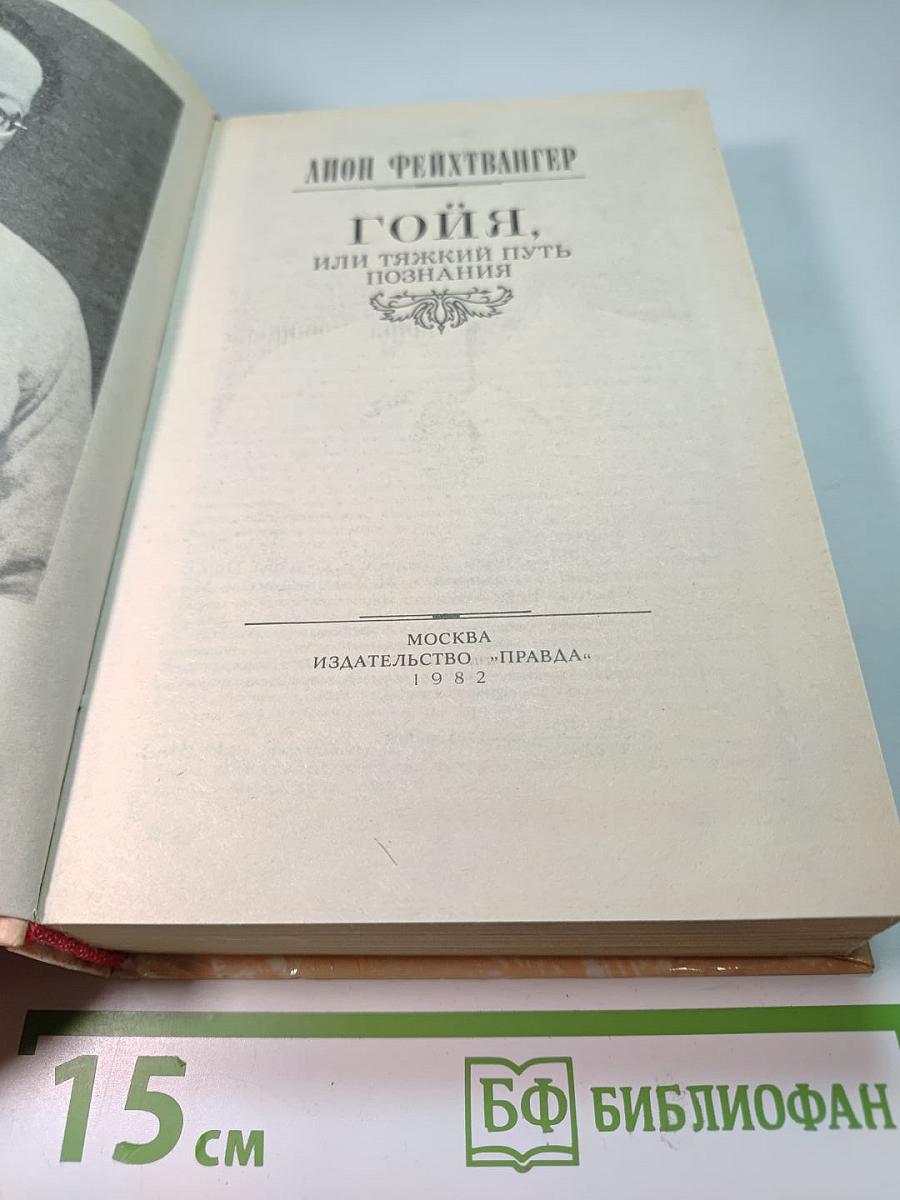 ЛИОН ФЕЙХТВАНГЕР
ГОЙЯ,
ИЛИ ТЯЖКИЙ ПУТЬ
ПОЗНАНИЯ
МОСКВА
ИЗДАТЕЛЬСТВО „ПРАВДА“
1982
15 см
БФ БИБЛИОФАН